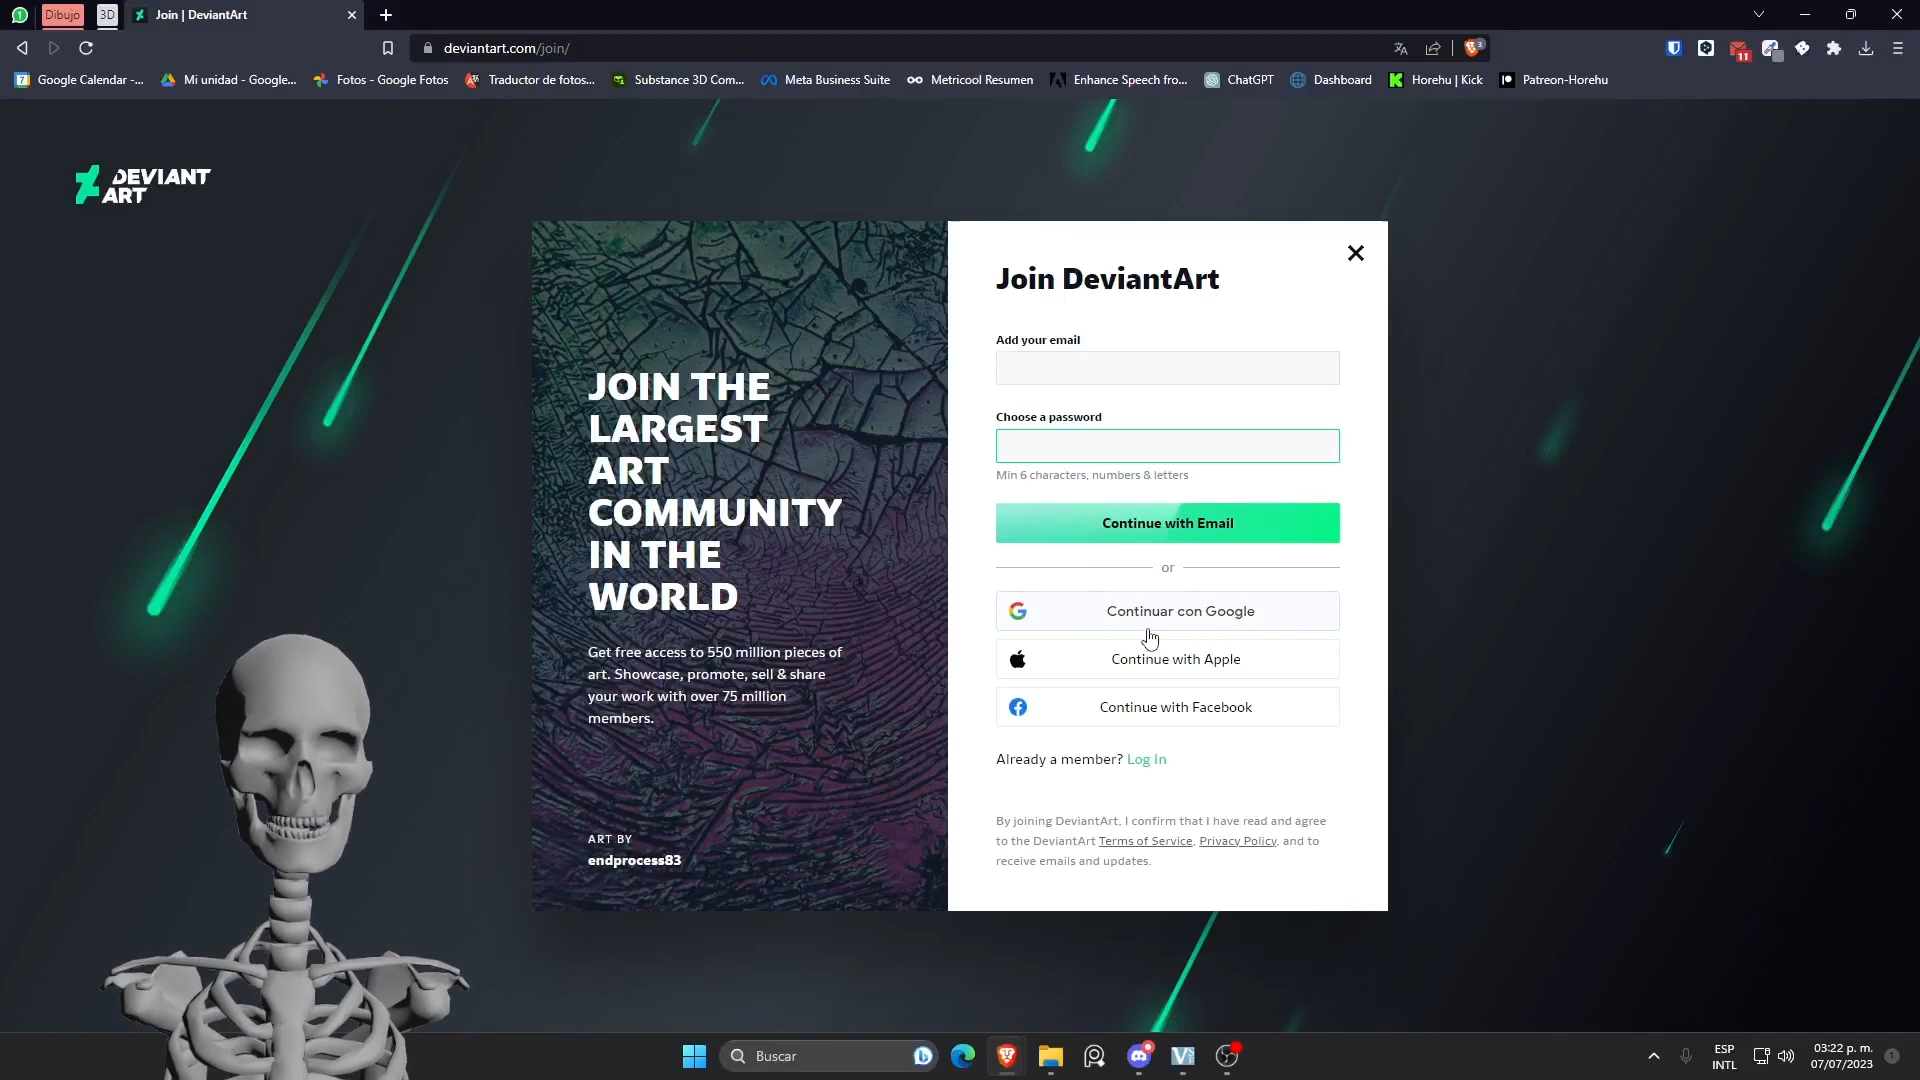 1
Dibujo
3D
Join | DeviantArt
deviantart.com/join/
3
11
Google Calendar -...
Mi unidad - Google...
Fotos - Google Fotos
Traductor de fotos...
Substance 3D Com...
Meta Business Suite
Metricool Resumen
Enhance Speech fro...
ChatGPT
Dashboard
Horehu | Kick
Patreon-Horehu
DEVIANT
ART
JOIN THE
LARGEST
ART
COMMUNITY
IN THE
WORLD
Get free access to 550 million pieces of
art. Showcase, promote, sell & share
your work with over 75 million
members.
ART BY
endprocess83
Join DeviantArt
Add your email
Choose a password
Min 6 characters, numbers & letters
Continue with Email
or
Continuar con Google
Continue with Apple
Continue with Facebook
Already a member? Log In
By joining DeviantArt, I confirm that I have read and agree
to the DeviantArt Terms of Service, Privacy Policy, and to
receive emails and updates.
Buscar
ESP
INTL
03:22 p. m.
07/07/2023
1